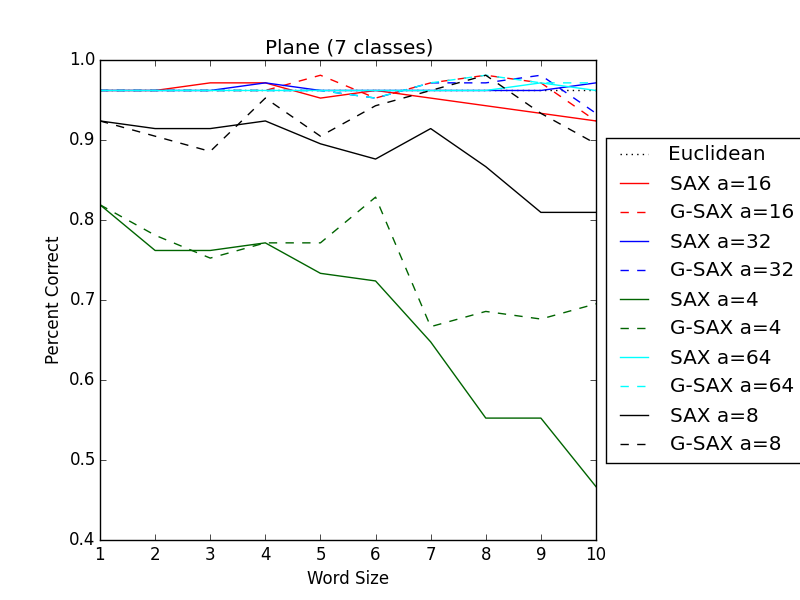 Plane (7 classes)
1.0
0.9
0.8
0.7
0.6
0.5
0.4
Percent Correct
1 2 3 4 5 6 7 8 9 10
Word Size
Euclidean
SAX a=16
G-SAX a=16
SAX a=32
G-SAX a=32
SAX a=4
G-SAX a=4
SAX a=64
G-SAX a=64
SAX a=8
G-SAX a=8